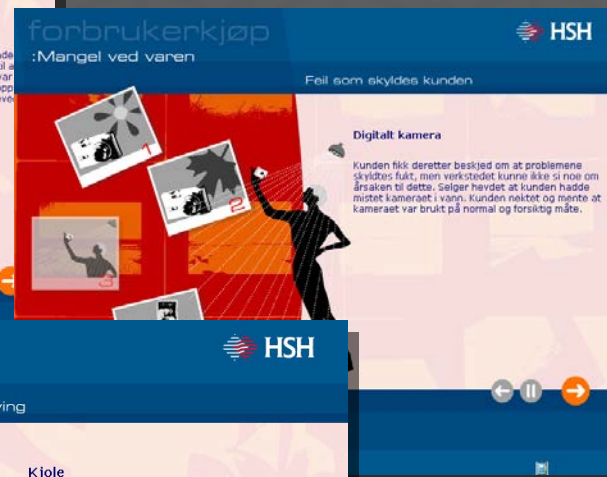 forbrukerkjøp
HSH
:Mangel ved varen
Feil som skyldes kunden
1
2
3
Digitalt kamera
Kunden fikk deretter beskjed om at problemene
skyldtes fukt, men verkstedet kunne ikke si noe om
årsaken til dette. Selger hevdet at kunden hadde
mistet kameraet i vann. Kunden nektet og mente at
kameraet var brukt på normal og forsiktig måte.
HSH
Kjole